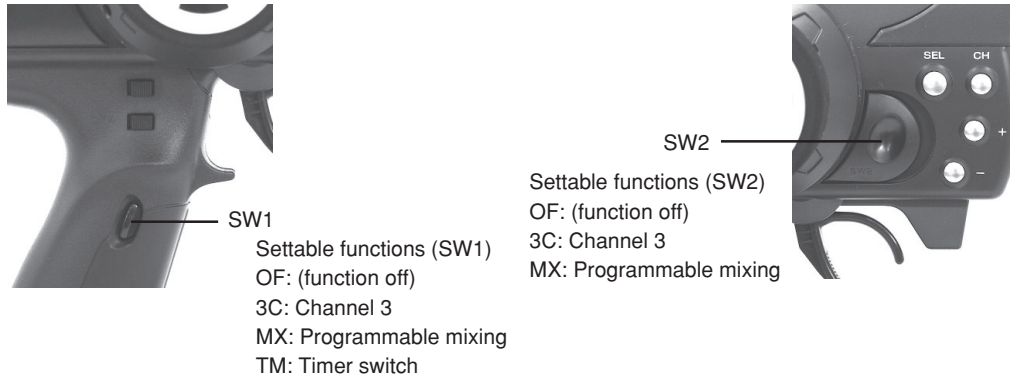 SW1
Settable functions (SW1)
OF: (function off)
3C: Channel 3
MX: Programmable mixing
TM: Timer switch
SEL CH
+
−
SW2
SW2
Settable functions (SW2)
OF: (function off)
3C: Channel 3
MX: Programmable mixing